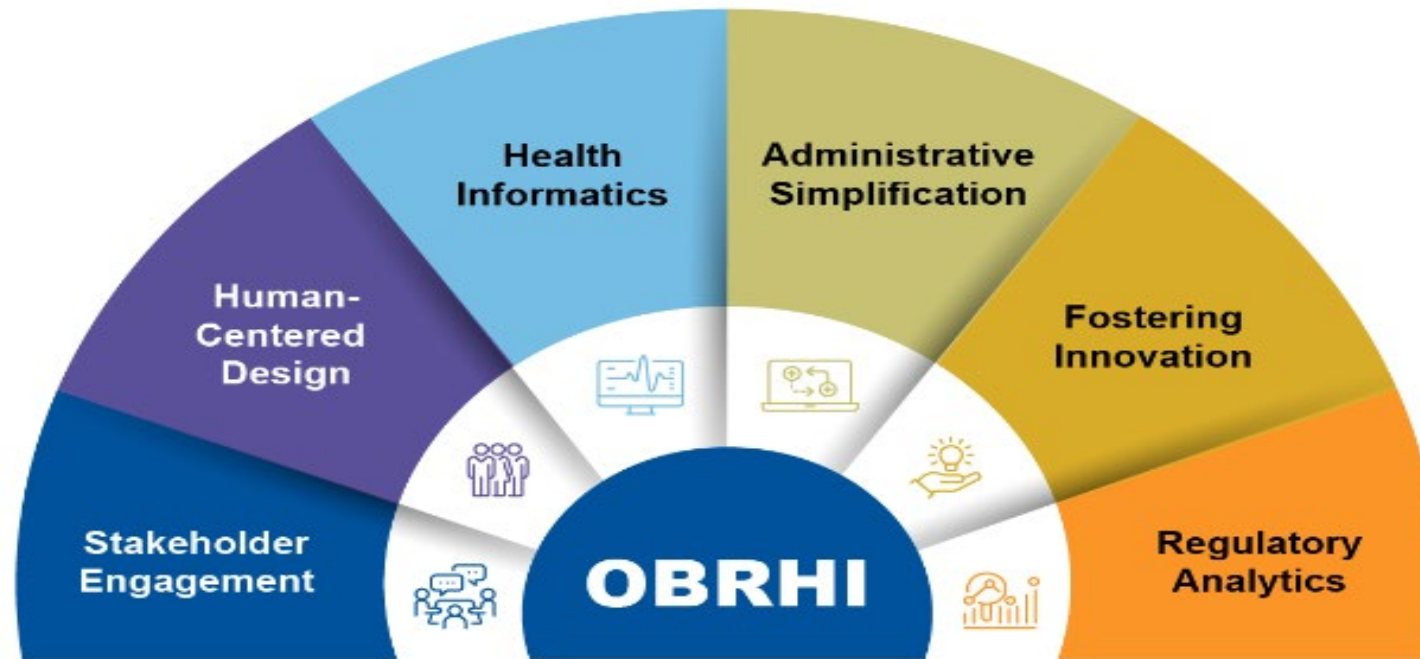 Health
Informatics
Administrative
Simplification
Human-
Centered
Design
Fostering
Innovation
Stakeholder
Engagement
OBRHI
Regulatory
Analytics